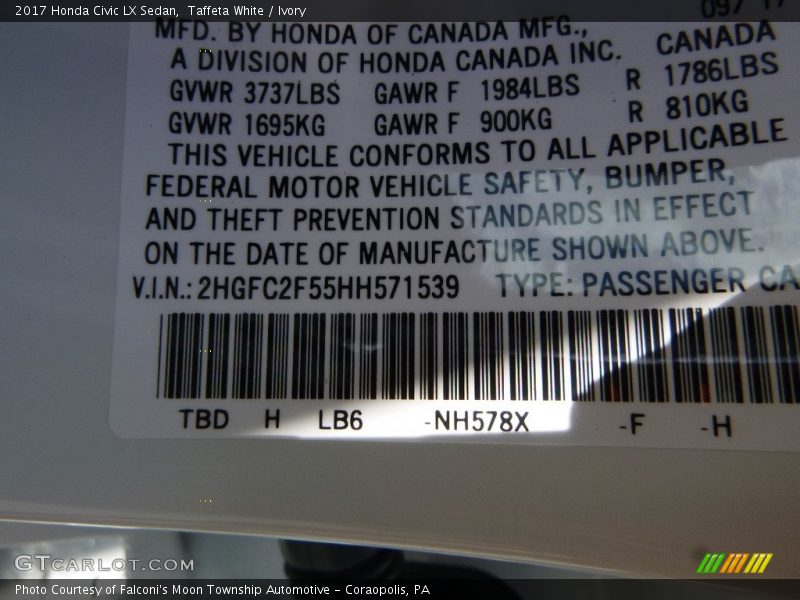 2017 Honda Civic LX Sedan, Taffeta White / Ivory
MFD. BY HONDA OF CANADA MFG.,
A DIVISION OF HONDA CANADA INC. CANADA
GVWR 3737LBS GAWR F 1984LBS R 1786LBS
GVWR 1695KG GAWR F 900KG R 810KG
THIS VEHICLE CONFORMS TO ALL APPLICABLE
FEDERAL MOTOR VEHICLE SAFETY, BUMPER,
AND THEFT PREVENTION STANDARDS IN EFFECT
ON THE DATE OF MANUFACTURE SHOWN ABOVE.
V.I.N.: 2HGFC2F55HH571539 TYPE: PASSENGER CA
TBD H LB6 -NH578X -F -H
GTCARLOT.COM
Photo Courtesy of Falconi's Moon Township Automotive - Coraopolis, PA